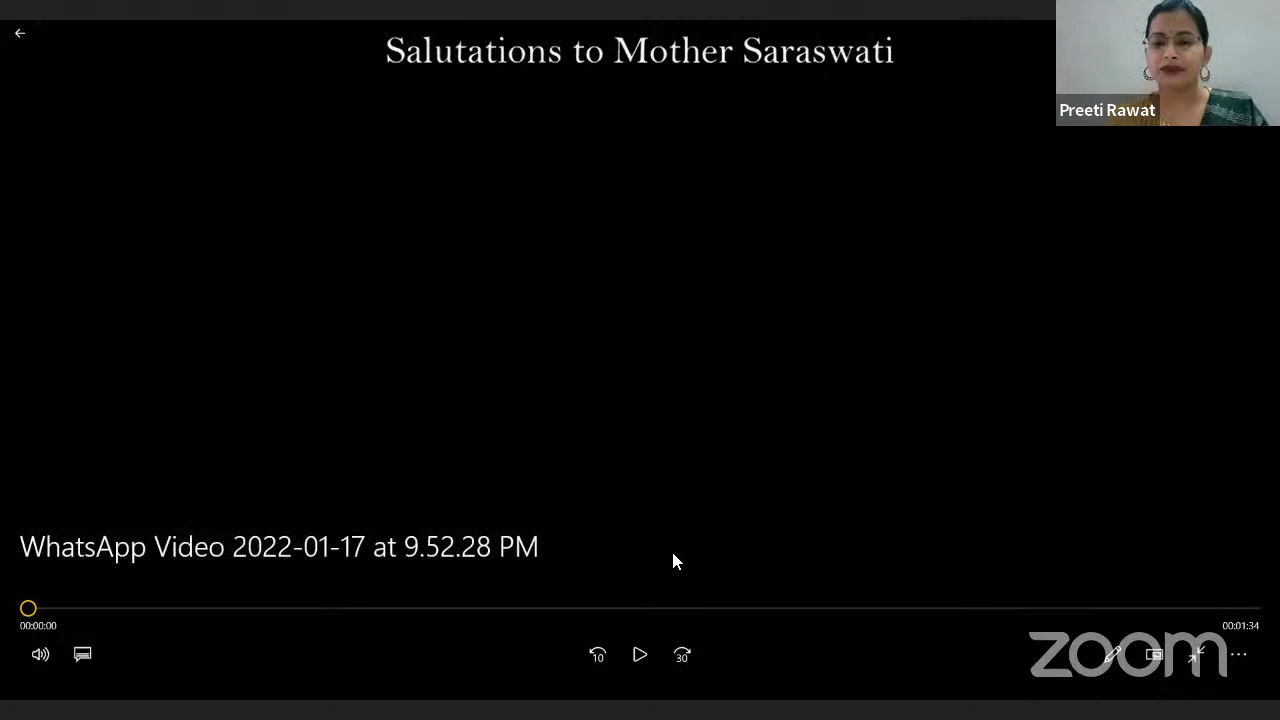 Salutations to Mother Saraswati
Preeti Rawat
WhatsApp Video 2022-01-17 at 9.52.28 PM
00:00:00
00:01:34
10
30
zoom